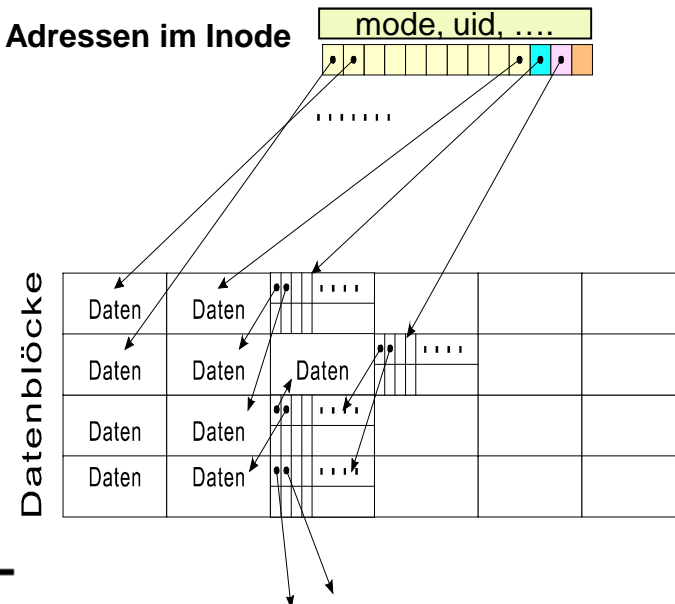 Adressen im Inode
mode, uid, ....
.......
Datenblöcke
Daten Daten ....
Daten Daten Daten ....
Daten Daten ....
Daten Daten ....